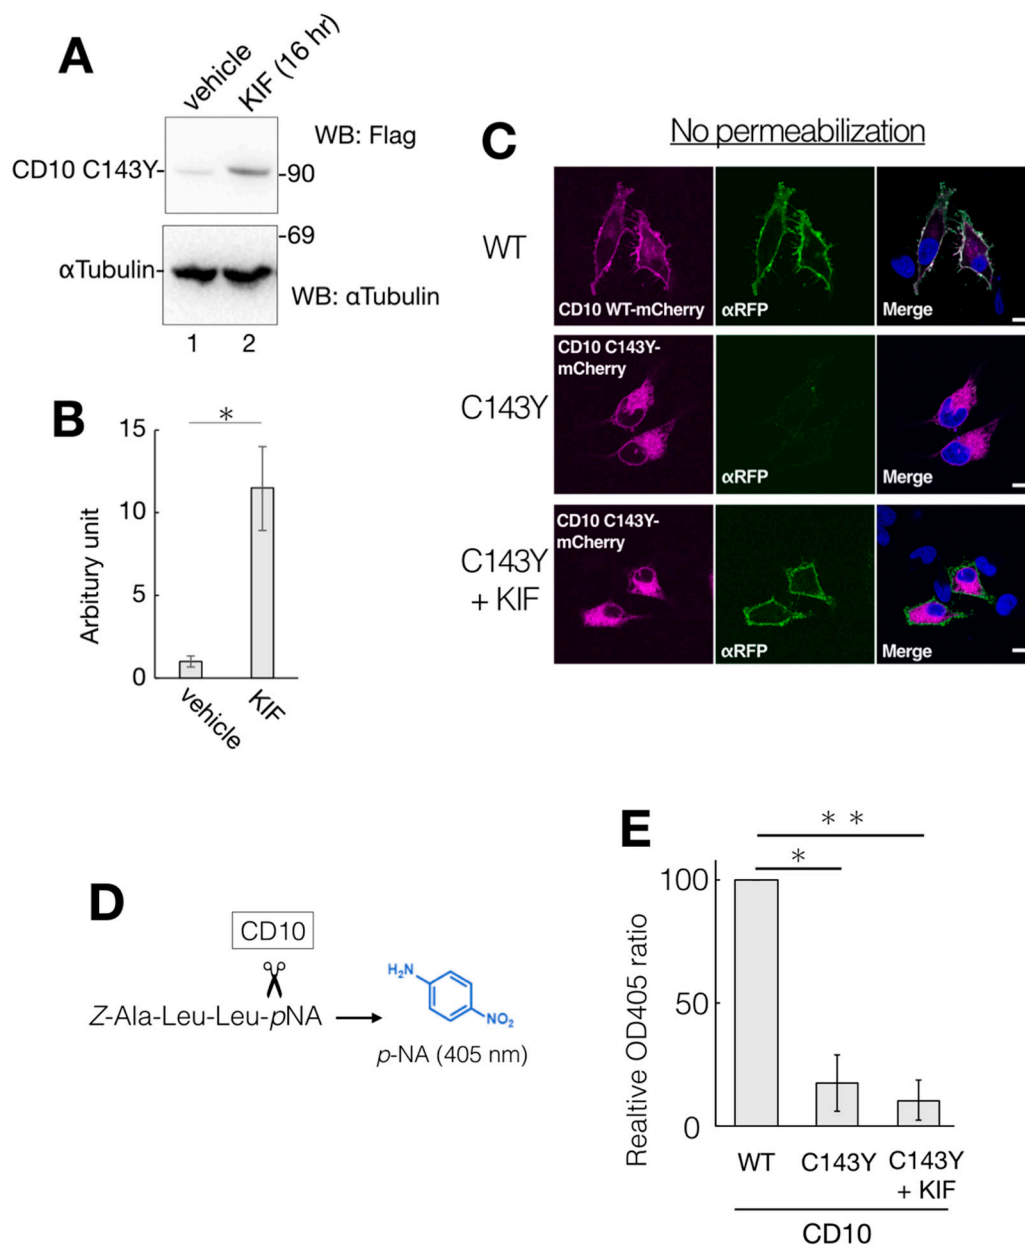 A
vehicle
KIF (16 hr)
WB: Flag
CD10 C143Y-
-90
-69
αTubulin-
WB: αTubulin
1 2
B
*
15
10
5
0
Arbitury unit
vehicle
KIF
C
No permeabilization
WT
CD10 WT-mCherry
αRFP
Merge
C143Y
CD10 C143Y-
mCherry
αRFP
Merge
C143Y
+ KIF
CD10 C143Y-
mCherry
αRFP
Merge
D
CD10
Z-Ala-Leu-Leu-pNA
H₂N
NO₂
p-NA (405 nm)
E
* *
*
100
50
0
Realtive OD405 ratio
WT
C143Y
C143Y
+ KIF
CD10